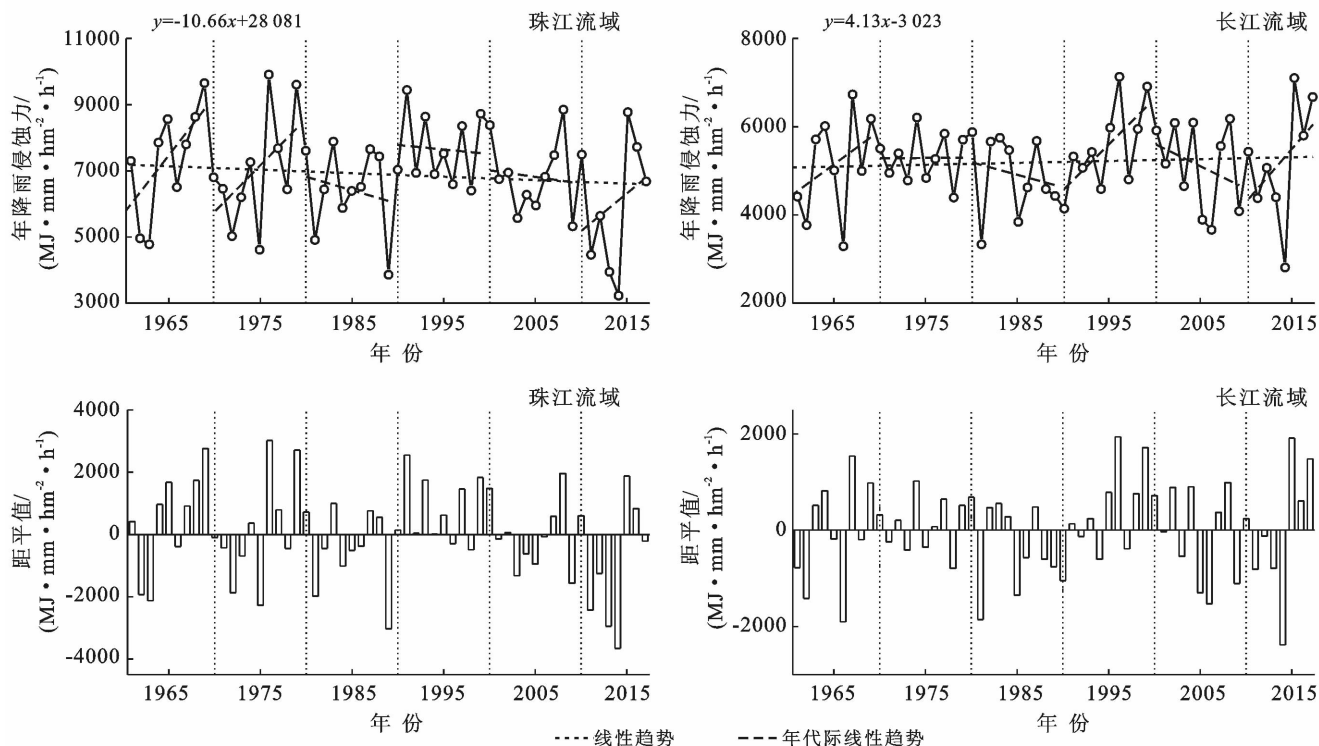 y=-10.66x+28 081
珠江流域
年降雨侵蚀力/
(MJ·mm·hm⁻²·h⁻¹)
11000
9000
7000
5000
3000
1965
1975
1985
1995
2005
2015
年 份
y=4.13x-3 023
长江流域
年降雨侵蚀力/
(MJ·mm·hm⁻²·h⁻¹)
8000
6000
4000
2000
1965
1975
1985
1995
2005
2015
年 份
珠江流域
距平值/
(MJ·mm·hm⁻²·h⁻¹)
4000
2000
0
-2000
-4000
1965
1975
1985
1995
2005
2015
年 份
长江流域
距平值/
(MJ·mm·hm⁻²·h⁻¹)
2000
0
-2000
1965
1975
1985
1995
2005
2015
年 份
线性趋势
年代际线性趋势